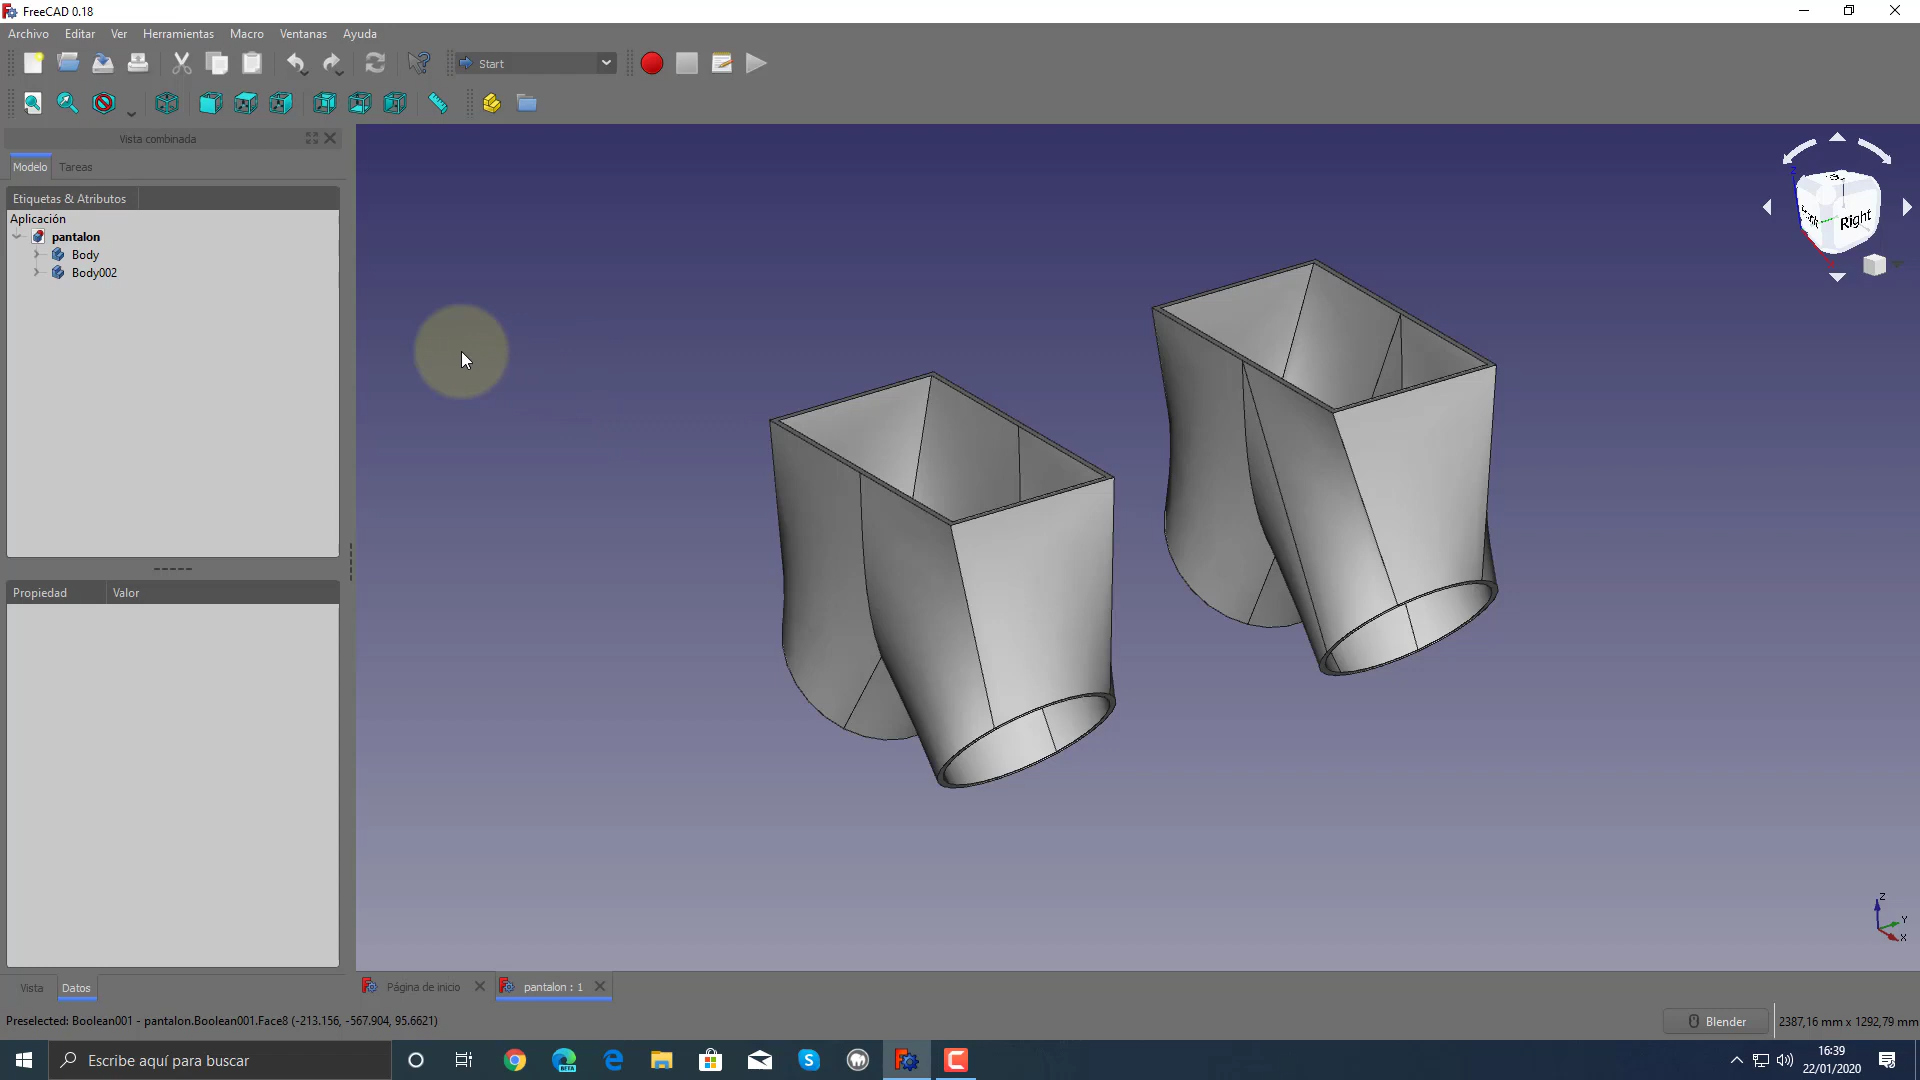 FreeCAD 0.18
Archivo Editar Ver Herramientas Macro Ventanas Ayuda
Start
Vista combinada
Modelo Tareas
Etiquetas & Atributos
Aplicación
pantalon
Body
Body002
Right
Propiedad Valor
Z
Y
X
Vista Datos
Página de inicio
pantalon : 1
Preselected: Boolean001 - pantalon.Boolean001.Face8 (-213.156, -567.904, 95.6621)
Blender
2387,16 mm x 1292,79 mm
Escribe aquí para buscar
BETA
16:39
22/01/2020